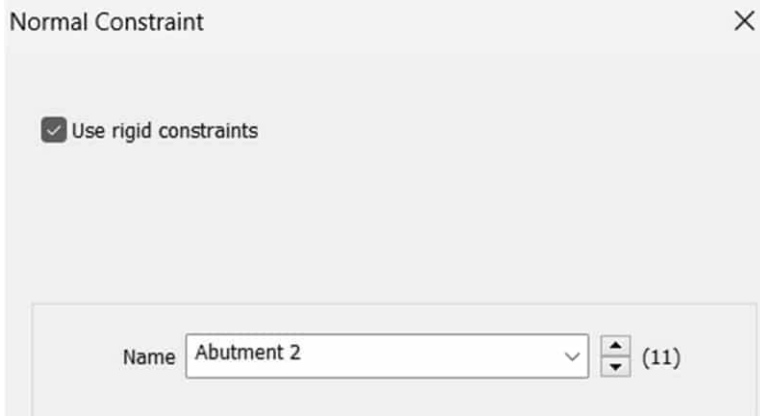 Normal Constraint
Use rigid constraints
Name Abutment 2 (11)